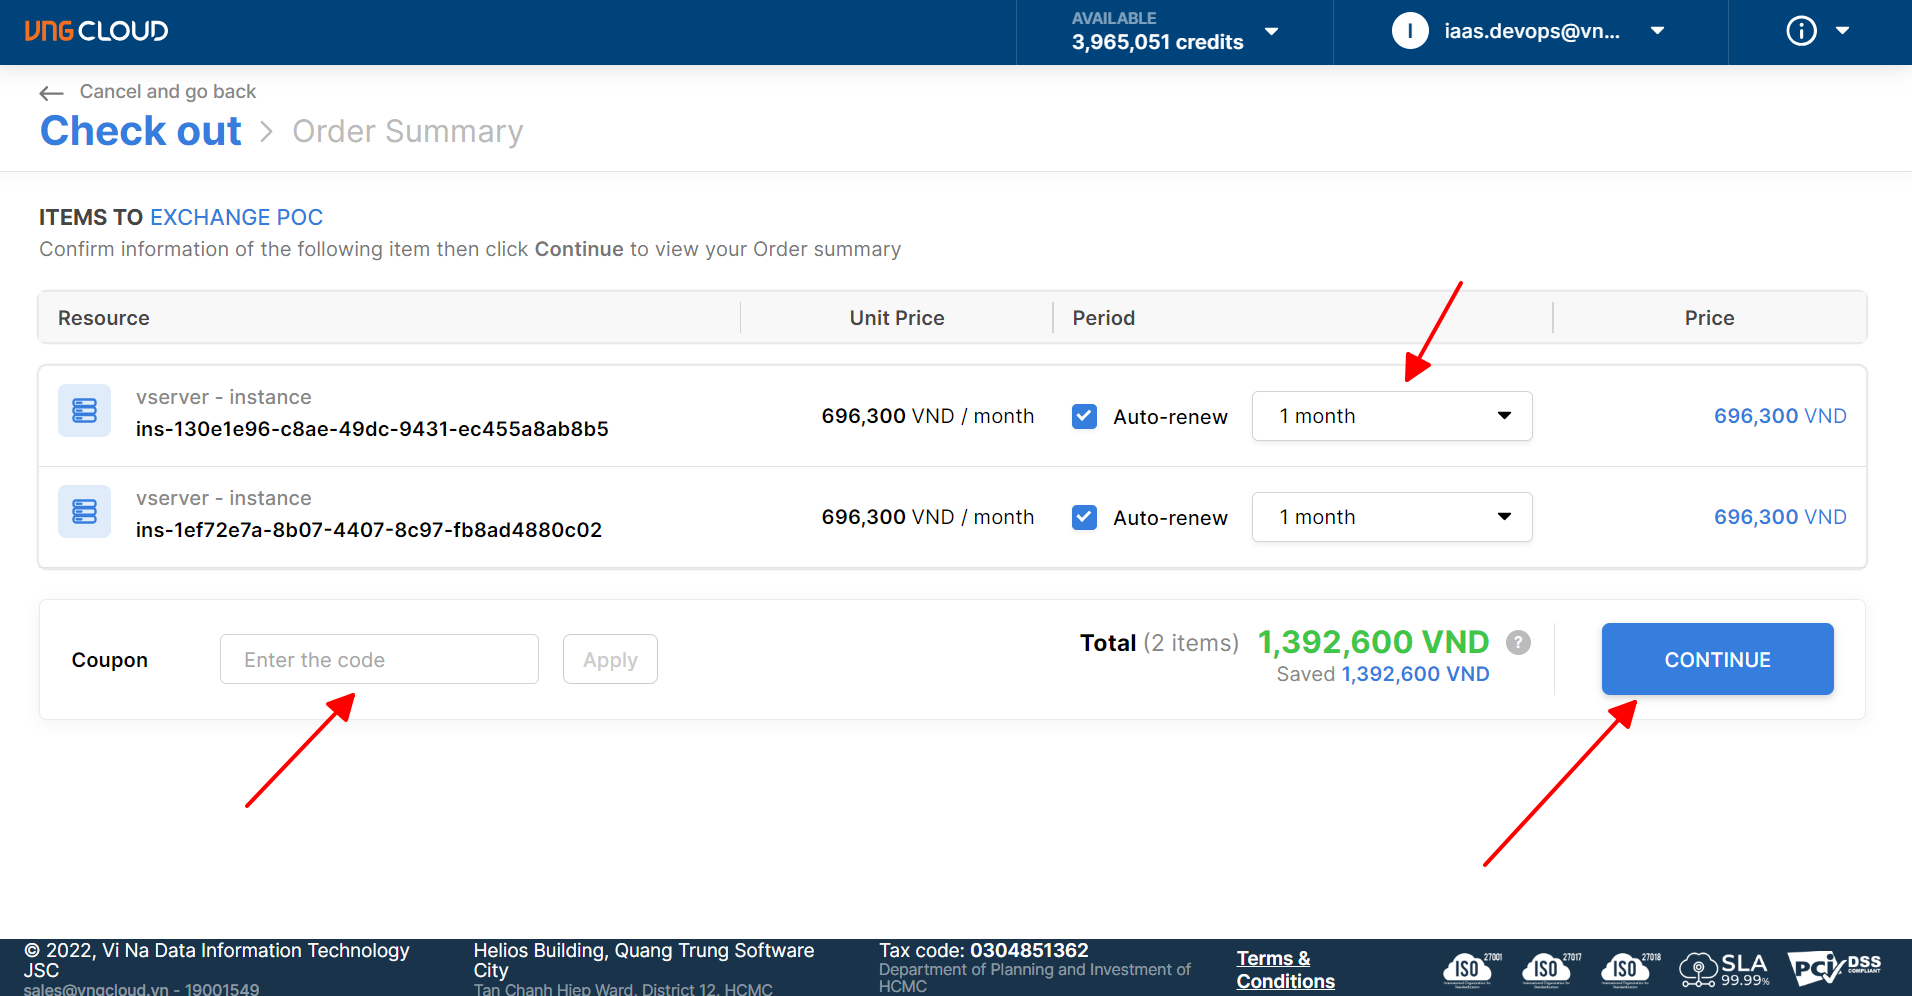 VNG CLOUD
AVAILABLE
3,965,051 credits
I
iaas.devops@vn...
Cancel and go back
Check out > Order Summary
ITEMS TO EXCHANGE POC
Confirm information of the following item then click Continue to view your Order summary
Resource Unit Price Period Price
vserver - instance
ins-130e1e96-c8ae-49dc-9431-ec455a8ab8b5
696,300 VND / month Auto-renew 1 month 696,300 VND
vserver - instance
ins-1ef72e7a-8b07-4407-8c97-fb8ad4880c02
696,300 VND / month Auto-renew 1 month 696,300 VND
Coupon Enter the code Apply
Total (2 items) 1,392,600 VND ?
Saved 1,392,600 VND
CONTINUE
© 2022, Vi Na Data Information Technology
JSC
sales@vngcloud.vn - 19001549
Helios Building, Quang Trung Software
City
Tan Chanh Hiep Ward, District 12, HCMC
Tax code: 0304851362
Department of Planning and Investment of
HCMC
Terms &
Conditions
ISO 27001
ISO 27017
ISO 27018
SLA
99.99%
PCI DSS
COMPLIANT